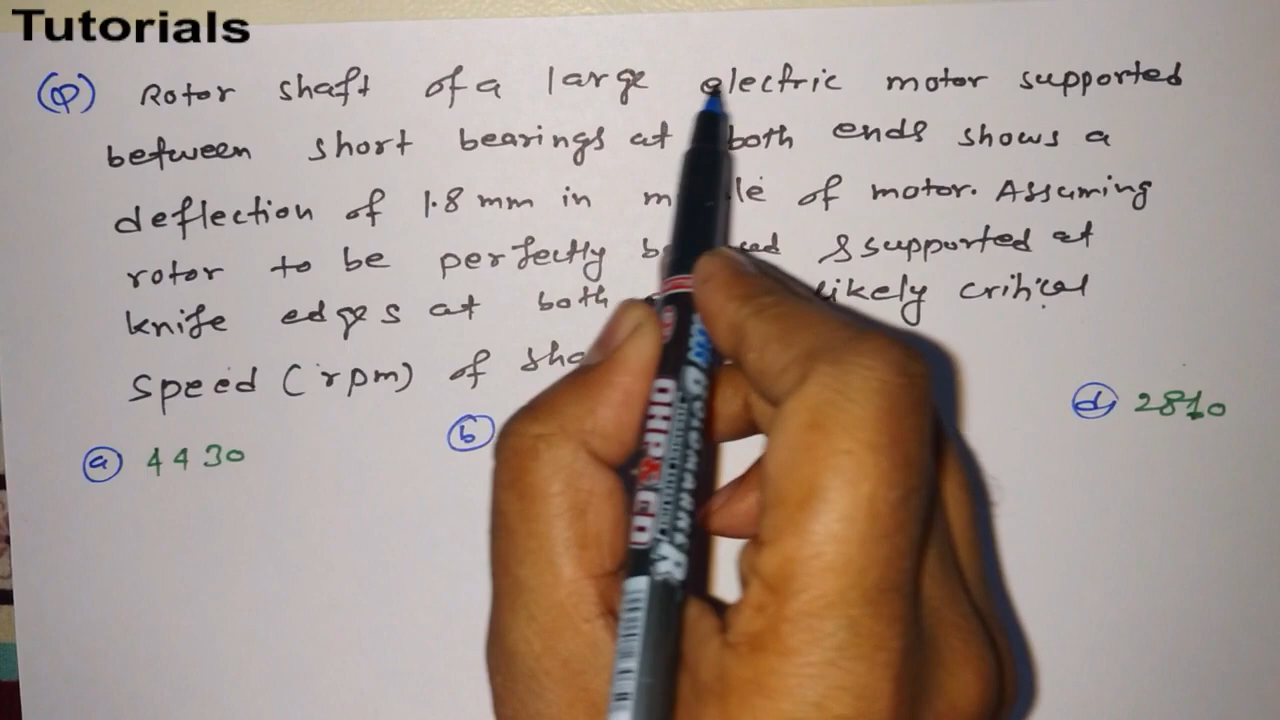 Tutorials
(Q) Rotor shaft of a large electric motor supported
between short bearings at both ends shows a
deflection of 1.8 mm in of motor. Assuming
rotor to be perfectly & supported at
knife edges at both likely critical
speed (rpm) of
(d) 2810
(a) 4430 (b)